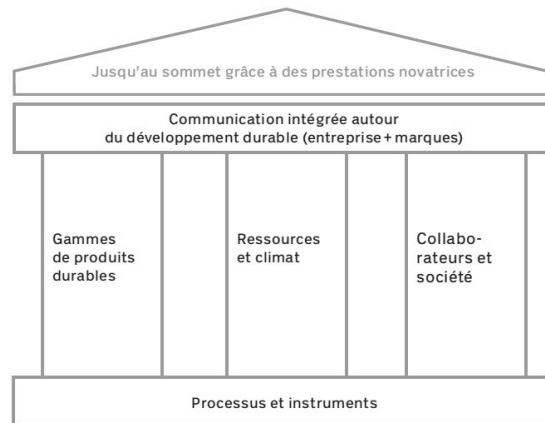 Jusqu'au sommet grâce à des prestations novatrices
Communication intégrée autour
du développement durable (entreprise + marques)
Gammes
de produits
durables
Ressources
et climat
Collabo-
rateurs et
société
Processus et instruments